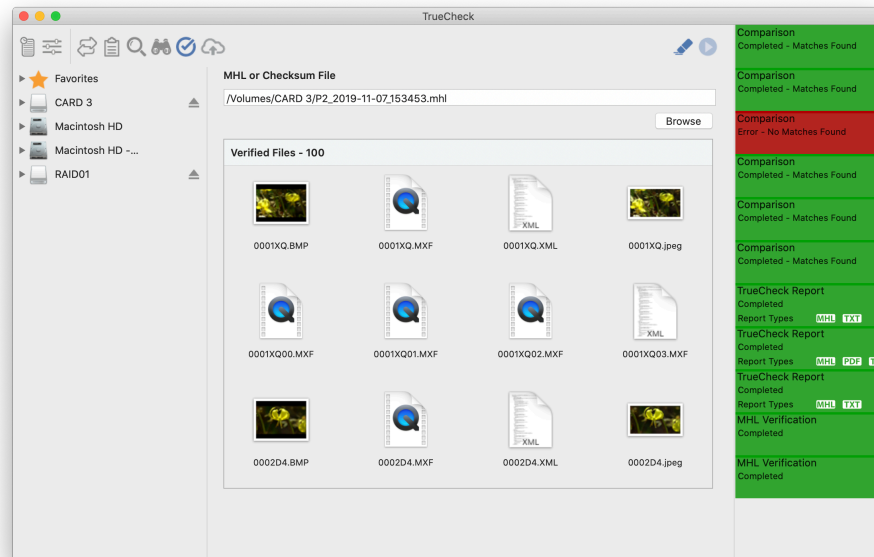 TrueCheck
Favorites
CARD 3
Macintosh HD
Macintosh HD -...
RAID01
MHL or Checksum File
/Volumes/CARD 3/P2_2019-11-07_153453.mhl
Browse
Verified Files - 100
0001XQ.BMP
0001XQ.MXF
XML
0001XQ.XML
0001XQ.jpeg
0001XQ00.MXF
0001XQ01.MXF
0001XQ02.MXF
XML
0001XQ03.MXF
0002D4.BMP
0002D4.MXF
XML
0002D4.XML
0002D4.jpeg
Comparison
Completed - Matches Found
Comparison
Completed - Matches Found
Comparison
Error - No Matches Found
Comparison
Completed - Matches Found
Comparison
Completed - Matches Found
Comparison
Completed - Matches Found
TrueCheck Report
Completed
Report Types MHL TXT
TrueCheck Report
Completed
Report Types MHL PDF
TrueCheck Report
Completed
Report Types MHL TXT
MHL Verification
Completed
MHL Verification
Completed